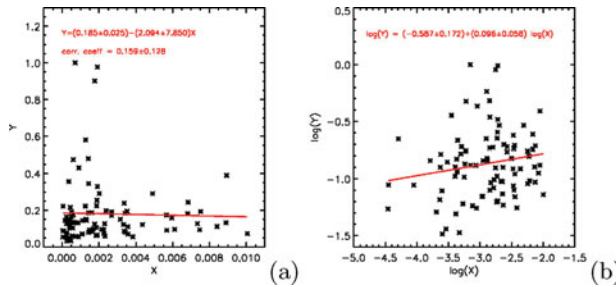 Y=(0.185±0.025)−(2.094±7.850)X
corr. coeff = 0.159±0.128
1.2
1.0
0.8
0.6
0.4
0.2
0.0
Y
0.000 0.002 0.004 0.006 0.008 0.010
X
(a)
log(Y) = (−0.587±0.172)+(0.096±0.058) log(X)
0.0
−0.5
−1.0
−1.5
log(Y)
−5.0 −4.5 −4.0 −3.5 −3.0 −2.5 −2.0 −1.5
log(X)
(b)